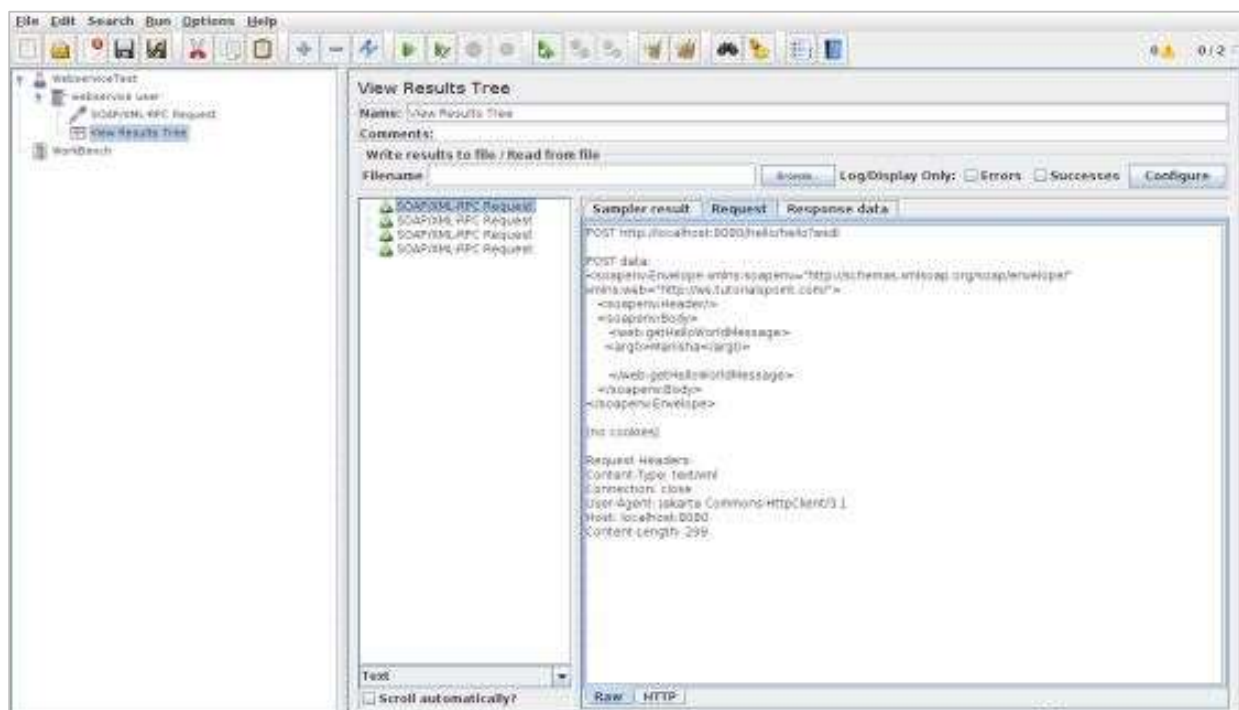 File Edit Search Run Options Help
0 0 / 2
WebserviceTest
webservice user
SOAP/XML-RPC Request
View Results Tree
WorkBench
View Results Tree
Name: View Results Tree
Comments:
Write results to file / Read from file
Filename Browse... Log/Display Only: Errors Successes Configure
SOAP/XML-RPC Request
SOAP/XML-RPC Request
SOAP/XML-RPC Request
SOAP/XML-RPC Request
Sampler result Request Response data
POST http://localhost:8080/hello/hello?wsdl
POST data:
<soapenv:Envelope xmlns:soapenv="http://schemas.xmlsoap.org/soap/envelope/"
xmlns:web="http://ws.tutorialspoint.com/">
<soapenv:Header/>
<soapenv:Body>
<web:getHelloWorldMessage>
<arg0>Manisha</arg0>
</web:getHelloWorldMessage>
</soapenv:Body>
</soapenv:Envelope>
[no cookies]
Request Headers:
Content-Type: text/xml
Connection: close
User-Agent: Jakarta Commons-HttpClient/3.1
Host: localhost:8080
Content-Length: 299
Text
Scroll automatically?
Raw HTTP